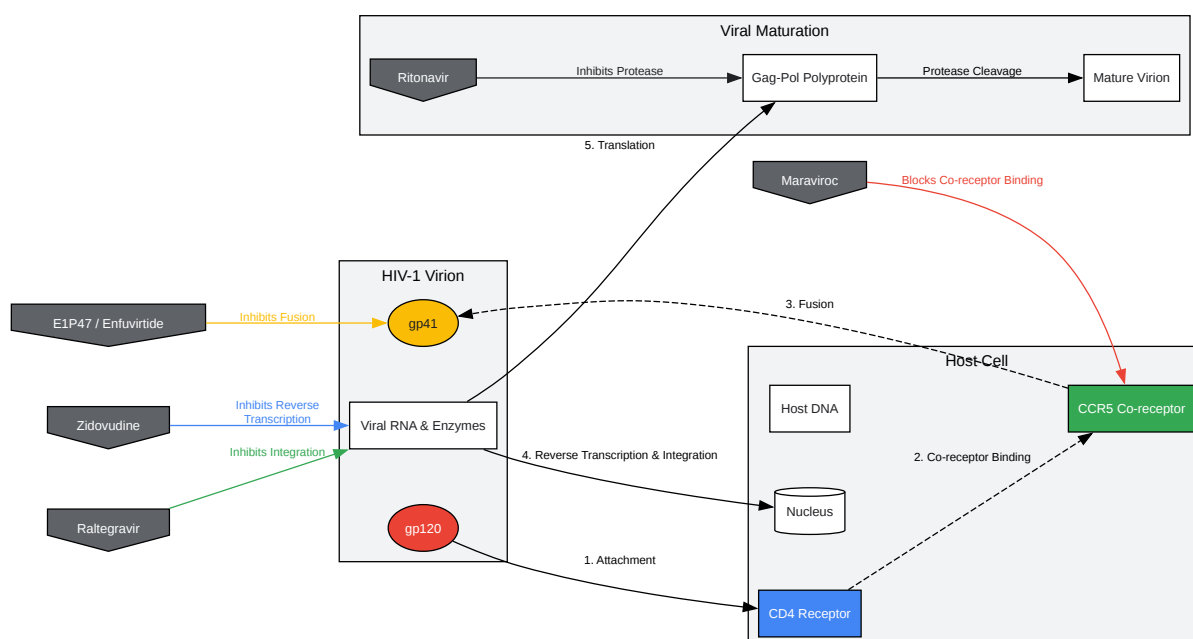 Viral Maturation
Ritonavir
Inhibits Protease
Gag-Pol Polyprotein
Protease Cleavage
Mature Virion
5. Translation
Maraviroc
Blocks Co-receptor Binding
HIV-1 Virion
E1P47 / Enfuvirtide
Inhibits Fusion
gp41
3. Fusion
Host Cell
Zidovudine
Inhibits Reverse
Transcription
Viral RNA & Enzymes
Host DNA
CCR5 Co-receptor
Inhibits Integration
4. Reverse Transcription & Integration
2. Co-receptor Binding
Raltegravir
gp120
Nucleus
1. Attachment
CD4 Receptor